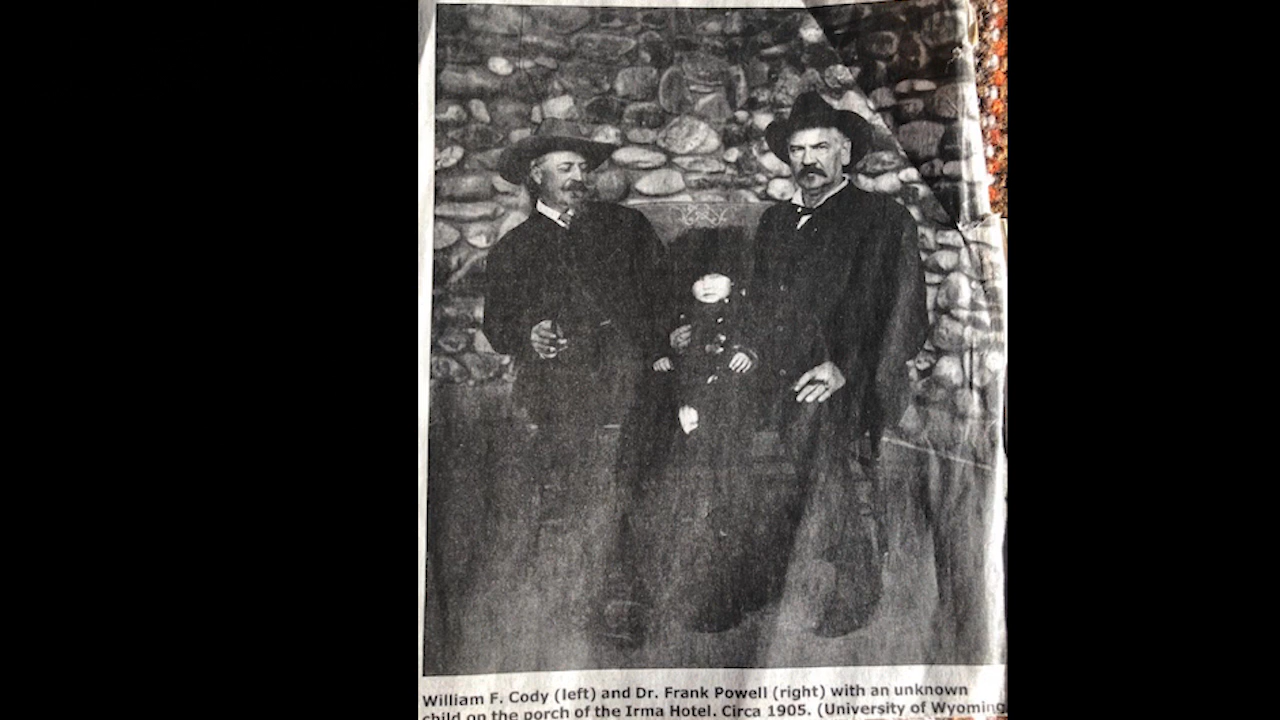 William F. Cody (left) and Dr. Frank Powell (right) with an unknown
child on the porch of the Irma Hotel. Circa 1905. (University of Wyoming